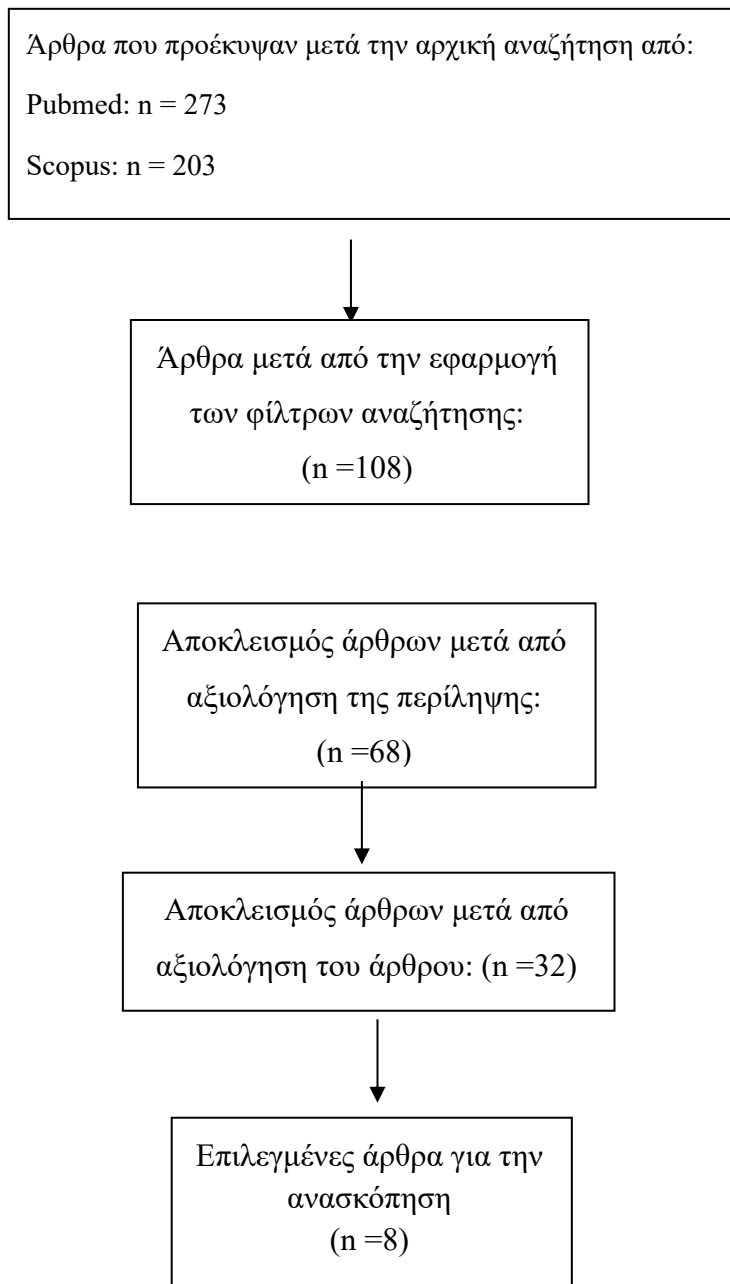 Άρθρα που προέκυψαν μετά την αρχική αναζήτηση από:
Pubmed: n = 273
Scopus: n = 203
Άρθρα μετά από την εφαρμογή
των φίλτρων αναζήτησης:
(n =108)
Αποκλεισμός άρθρων μετά από
αξιολόγηση της περίληψης:
(n =68)
Αποκλεισμός άρθρων μετά από
αξιολόγηση του άρθρου: (n =32)
Επιλεγμένες άρθρα για την
ανασκόπηση
(n =8)